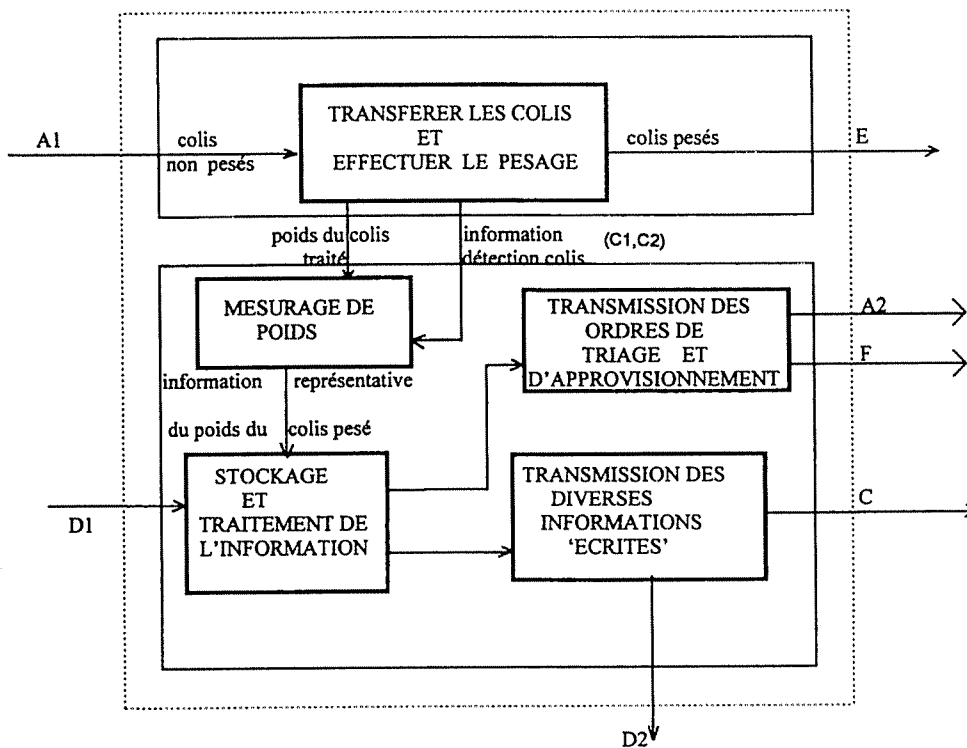 TRANSFERER LES COLIS
ET
EFFECTUER LE PESAGE
A1
colis
non pesés
colis pesés
E
poids du colis
traité
information
détection colis
(C1,C2)
MESURAGE DE
POIDS
TRANSMISSION DES
ORDRES DE
TRIAGE ET
D'APPROVISIONNEMENT
A2
F
information représentative
du poids du colis pesé
STOCKAGE
ET
TRAITEMENT DE
L'INFORMATION
D1
TRANSMISSION DES
DIVERSES
INFORMATIONS
'ECRITES'
C
D2